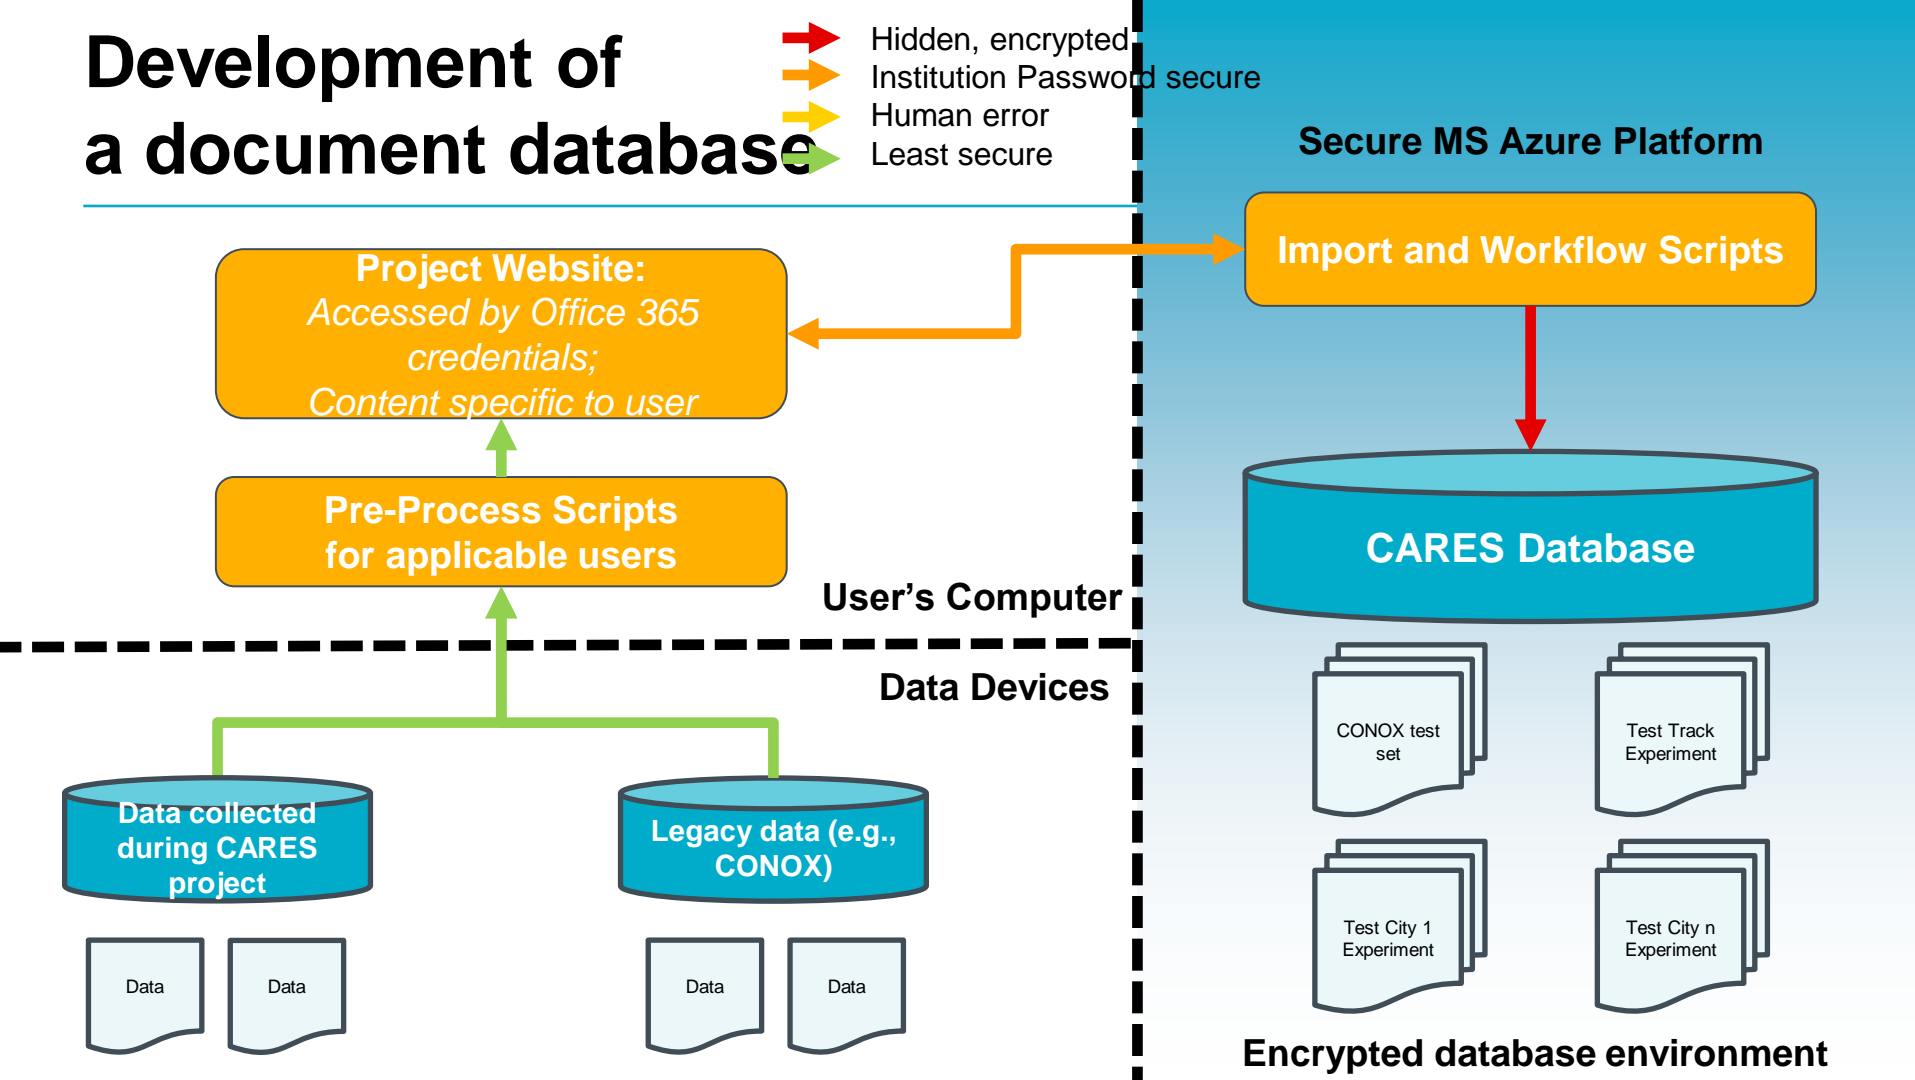 Development of
a document database
Hidden, encrypted
Institution Password secure
Human error
Least secure
Secure MS Azure Platform
Import and Workflow Scripts
Project Website:
Accessed by Office 365
credentials;
Content specific to user
Pre-Process Scripts
for applicable users
User’s Computer
CARES Database
Data Devices
CONOX test
set
Test Track
Experiment
Data collected
during CARES
project
Legacy data (e.g.,
CONOX)
Test City 1
Experiment
Test City n
Experiment
Data
Data
Data
Data
Encrypted database environment